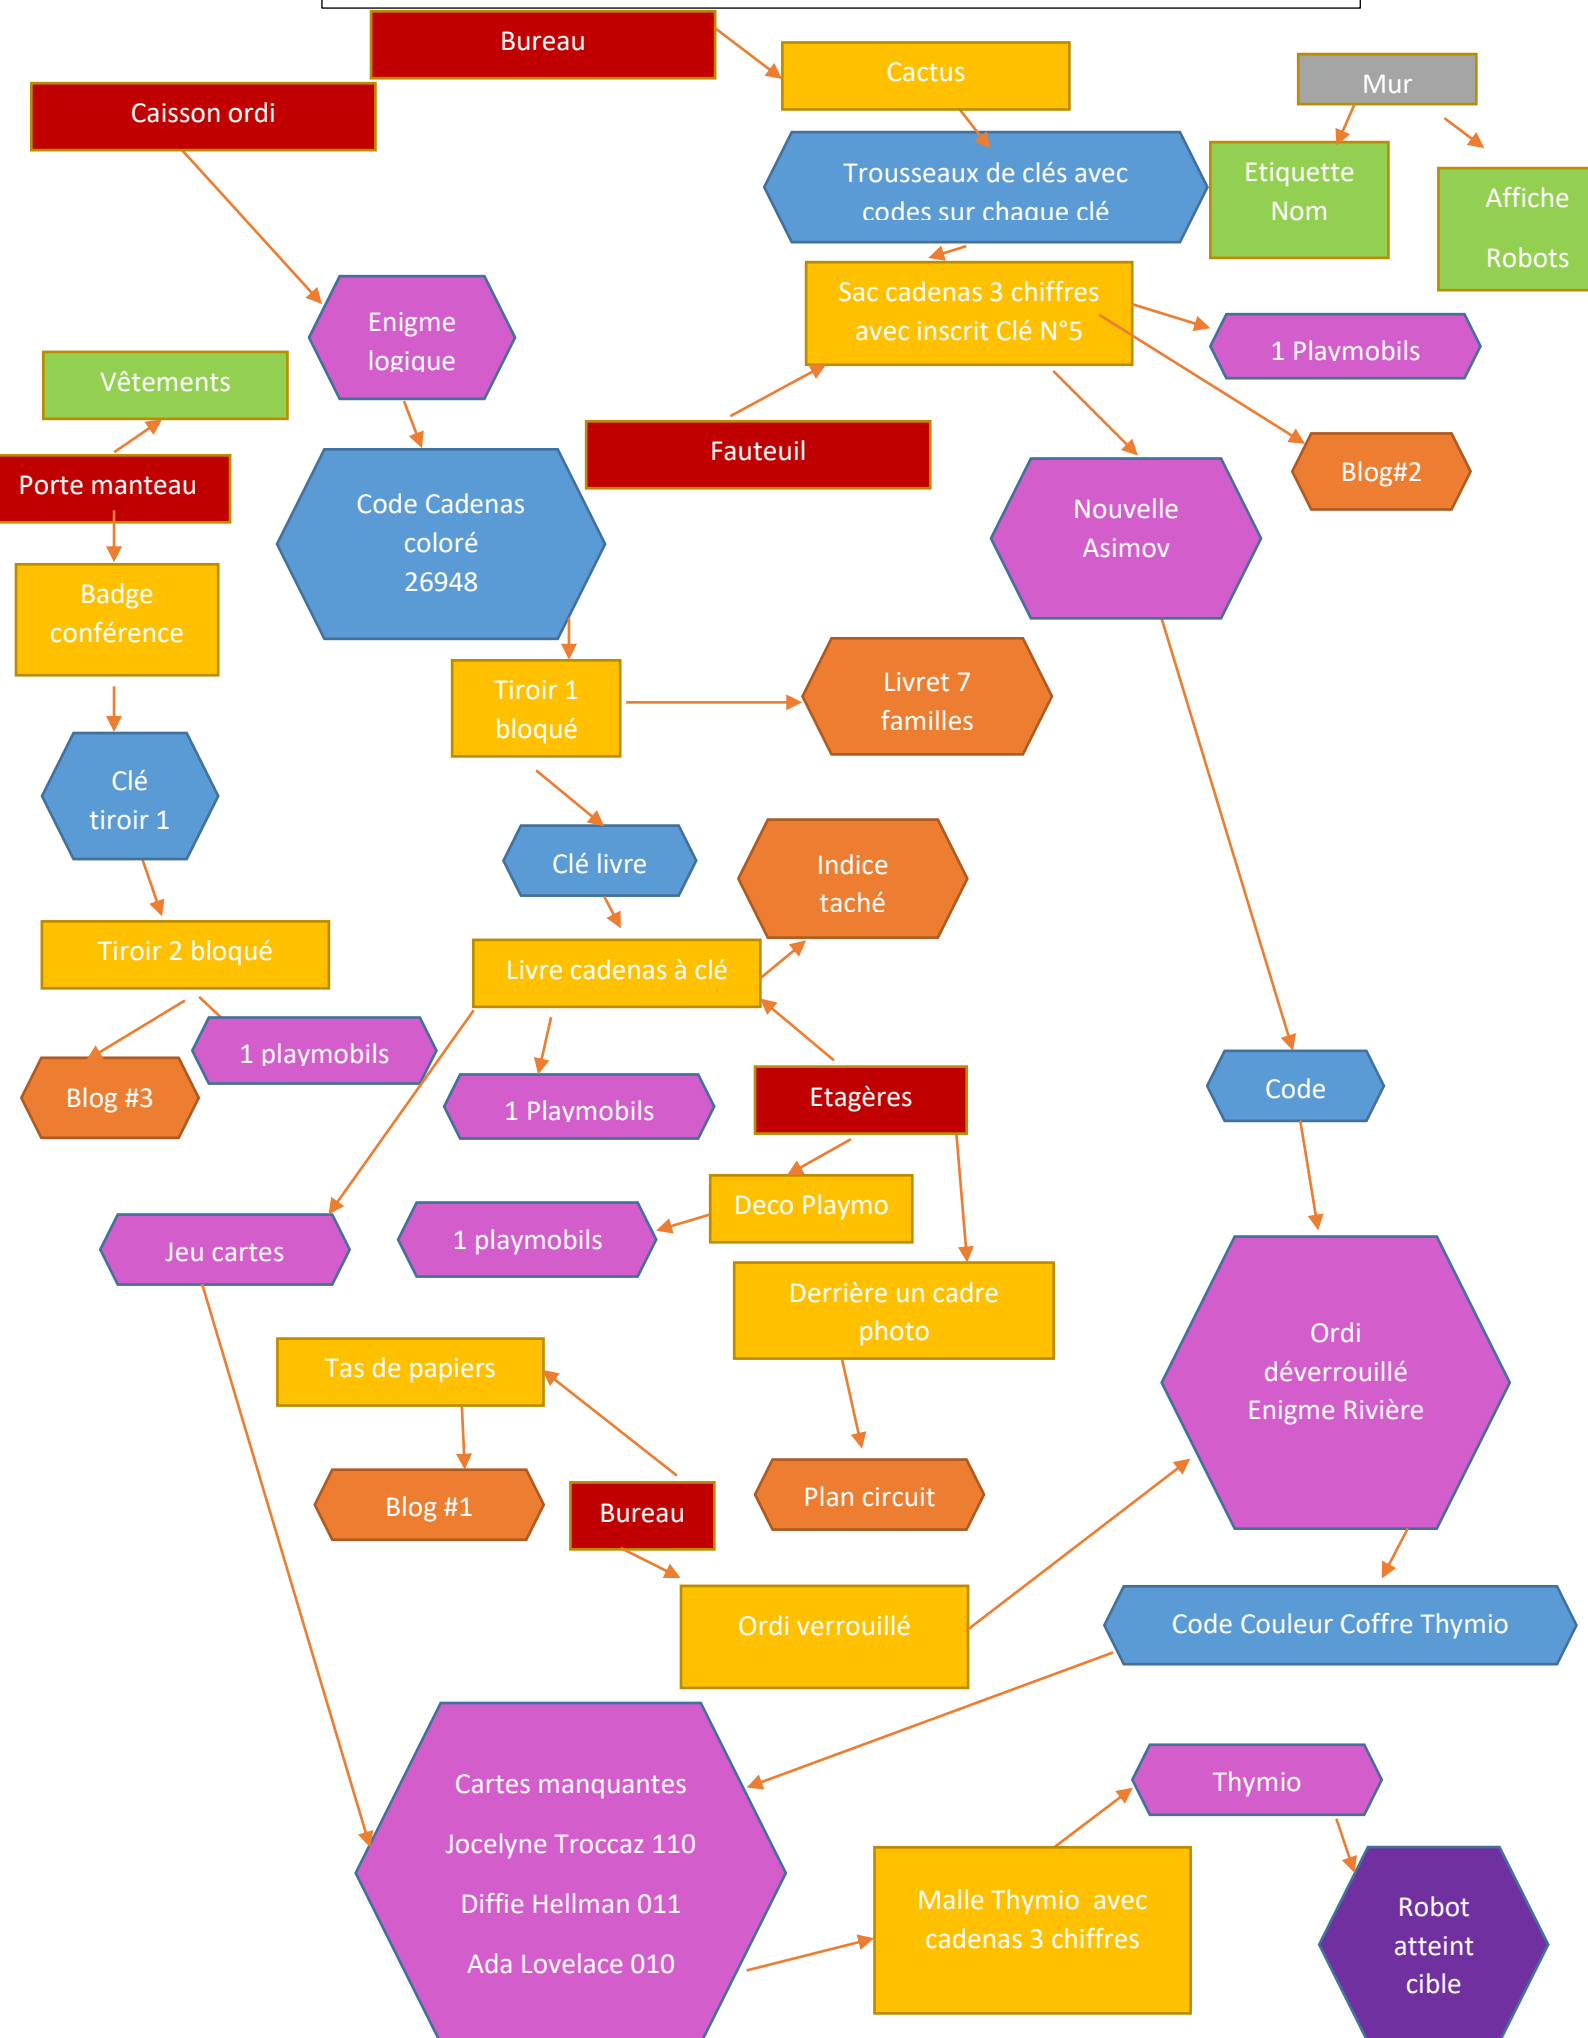 Bureau
Cactus
Mur
Caisson ordi
Trousseaux de clés avec
codes sur chaque clé
Etiquette
Nom
Affiche
Robots
Sac cadenas 3 chiffres
avec inscrit Clé N°5
Enigme
logique
1 Playmobils
Vêtements
Fauteuil
Blog#2
Porte manteau
Code Cadenas
coloré
26948
Nouvelle
Asimov
Badge
conférence
Tiroir 1
bloqué
Livret 7
familles
Clé
tiroir 1
Clé livre
Indice
taché
Tiroir 2 bloqué
Livre cadenas à clé
1 playmobils
Blog #3
1 Playmobils
Etagères
Code
Deco Playmo
1 playmobils
Jeu cartes
Derrière un cadre
photo
Ordi
déverrouillé
Enigme Rivière
Tas de papiers
Blog #1
Bureau
Plan circuit
Ordi verrouillé
Code Couleur Coffre Thymio
Cartes manquantes
Jocelyne Troccaz 110
Diffie Hellman 011
Ada Lovelace 010
Thymio
Malle Thymio  avec
cadenas 3 chiffres
Robot
atteint
cible